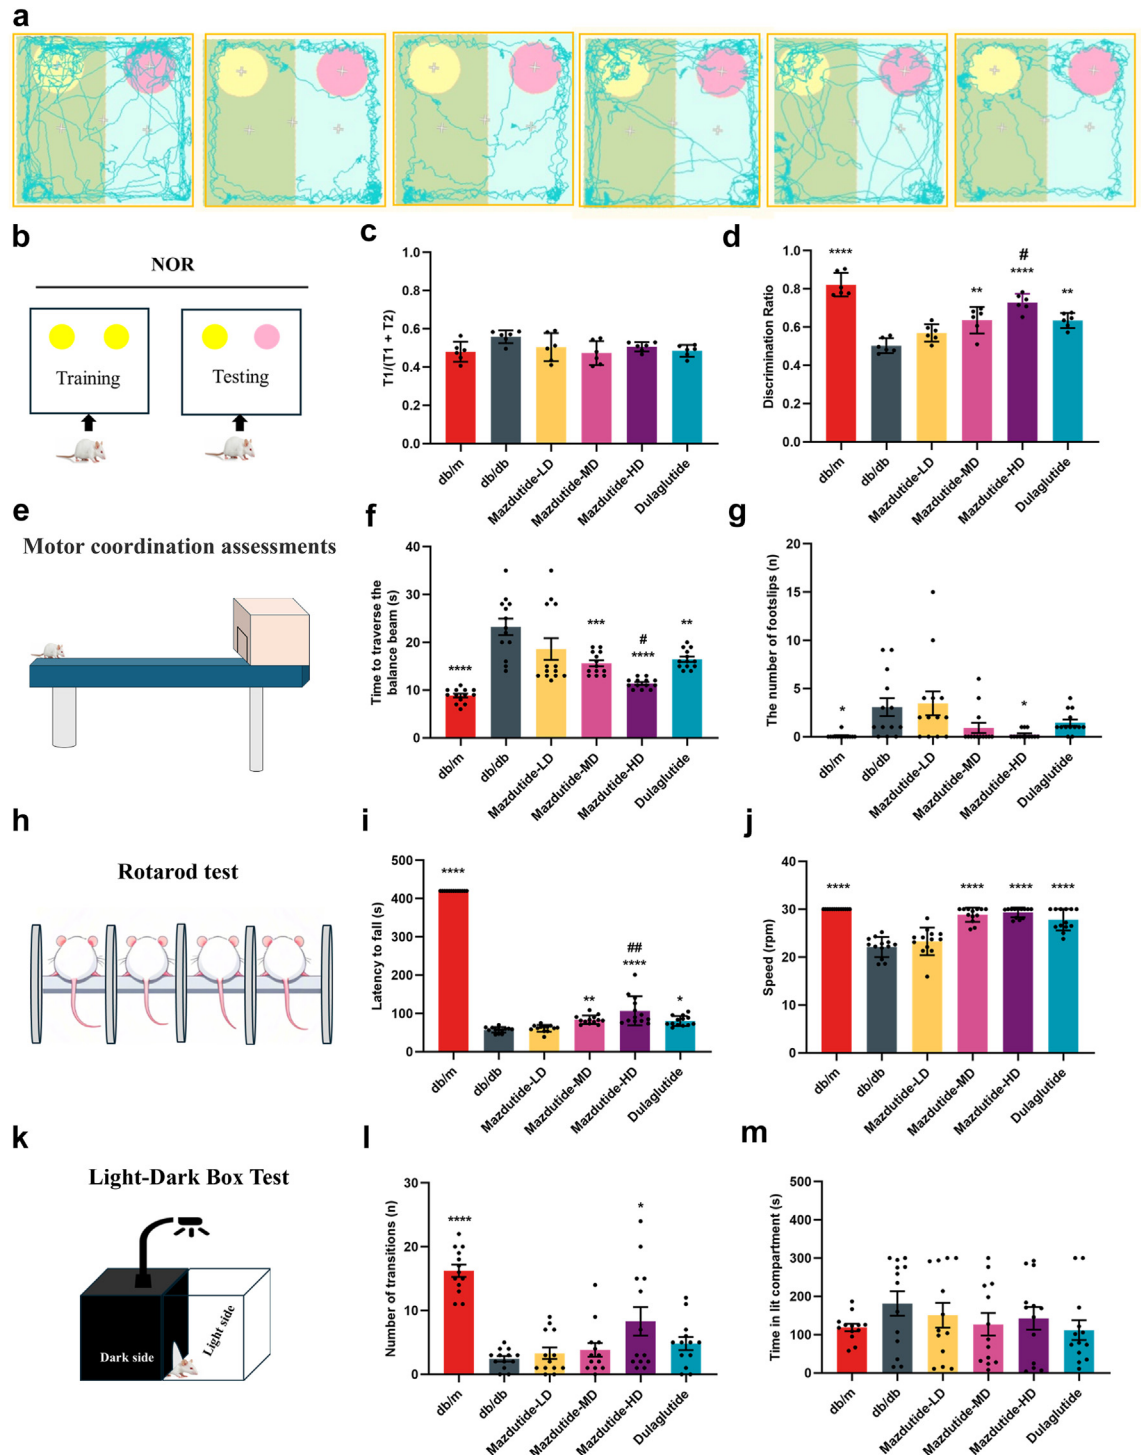 a
b
NOR
Training
Testing
c
T1/(T1 + T2)
1.0
0.8
0.6
0.4
0.2
0.0
db/m
db/db
Mazdutide-LD
Mazdutide-MD
Mazdutide-HD
Dulaglutide
d
Discrimination Ratio
1.0
0.8
0.6
0.4
0.2
0.0
****
**
#
****
**
db/m
db/db
Mazdutide-LD
Mazdutide-MD
Mazdutide-HD
Dulaglutide
e
Motor coordination assessments
f
Time to traverse the
balance beam (s)
40
30
20
10
0
****
***
#
****
**
db/m
db/db
Mazdutide-LD
Mazdutide-MD
Mazdutide-HD
Dulaglutide
g
The number of footslips (n)
20
15
10
5
0
*
*
db/m
db/db
Mazdutide-LD
Mazdutide-MD
Mazdutide-HD
Dulaglutide
h
Rotarod test
i
Latency to fall (s)
500
400
300
200
100
0
****
**
##
****
*
db/m
db/db
Mazdutide-LD
Mazdutide-MD
Mazdutide-HD
Dulaglutide
j
Speed (rpm)
40
30
20
10
0
****
****
****
****
db/m
db/db
Mazdutide-LD
Mazdutide-MD
Mazdutide-HD
Dulaglutide
k
Light-Dark Box Test
Dark side
Light side
l
Number of transitions (n)
30
20
10
0
****
*
db/m
db/db
Mazdutide-LD
Mazdutide-MD
Mazdutide-HD
Dulaglutide
m
Time in lit compartment (s)
500
400
300
200
100
0
db/m
db/db
Mazdutide-LD
Mazdutide-MD
Mazdutide-HD
Dulaglutide